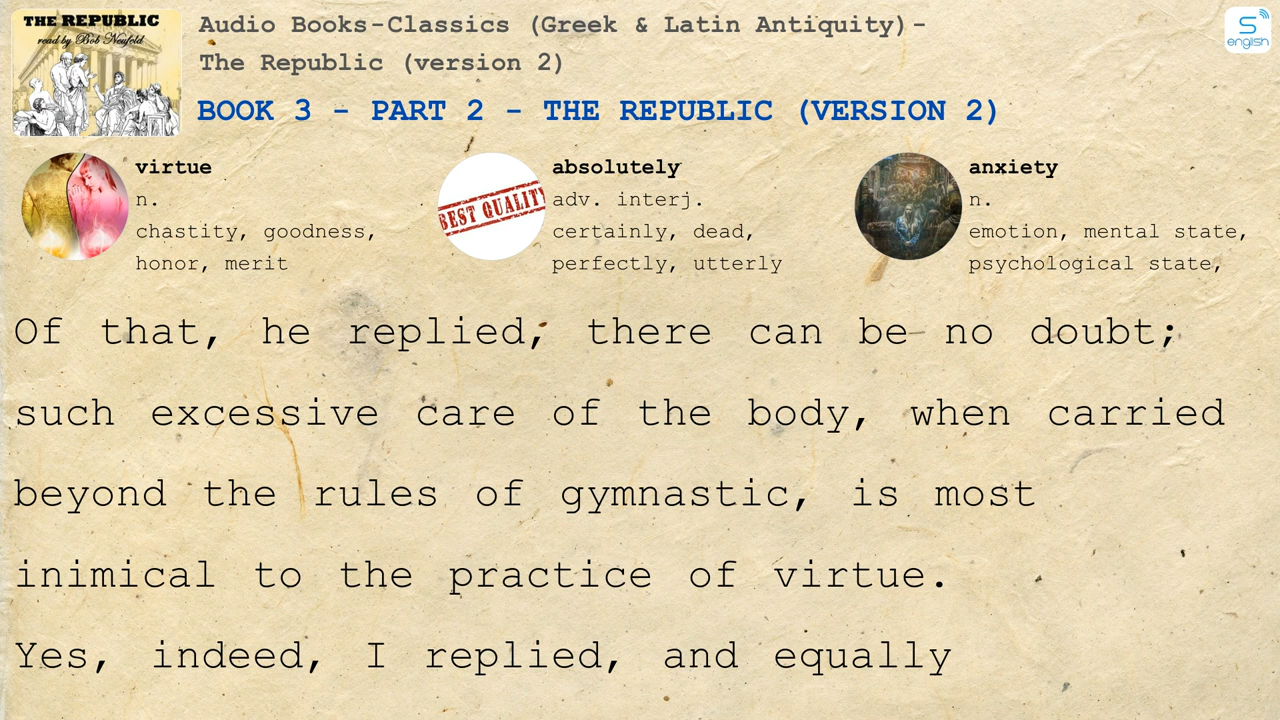 THE REPUBLIC
read by Bob Neufeld
Audio Books-Classics (Greek & Latin Antiquity)-
The Republic (version 2)
BOOK 3 - PART 2 - THE REPUBLIC (VERSION 2)
S
english
virtue
n.
chastity, goodness,
honor, merit
BEST QUALITY
absolutely
adv. interj.
certainly, dead,
perfectly, utterly
anxiety
n.
emotion, mental state,
psychological state,
Of that, he replied, there can be no doubt;
such excessive care of the body, when carried
beyond the rules of gymnastic, is most
inimical to the practice of virtue.
Yes, indeed, I replied, and equally